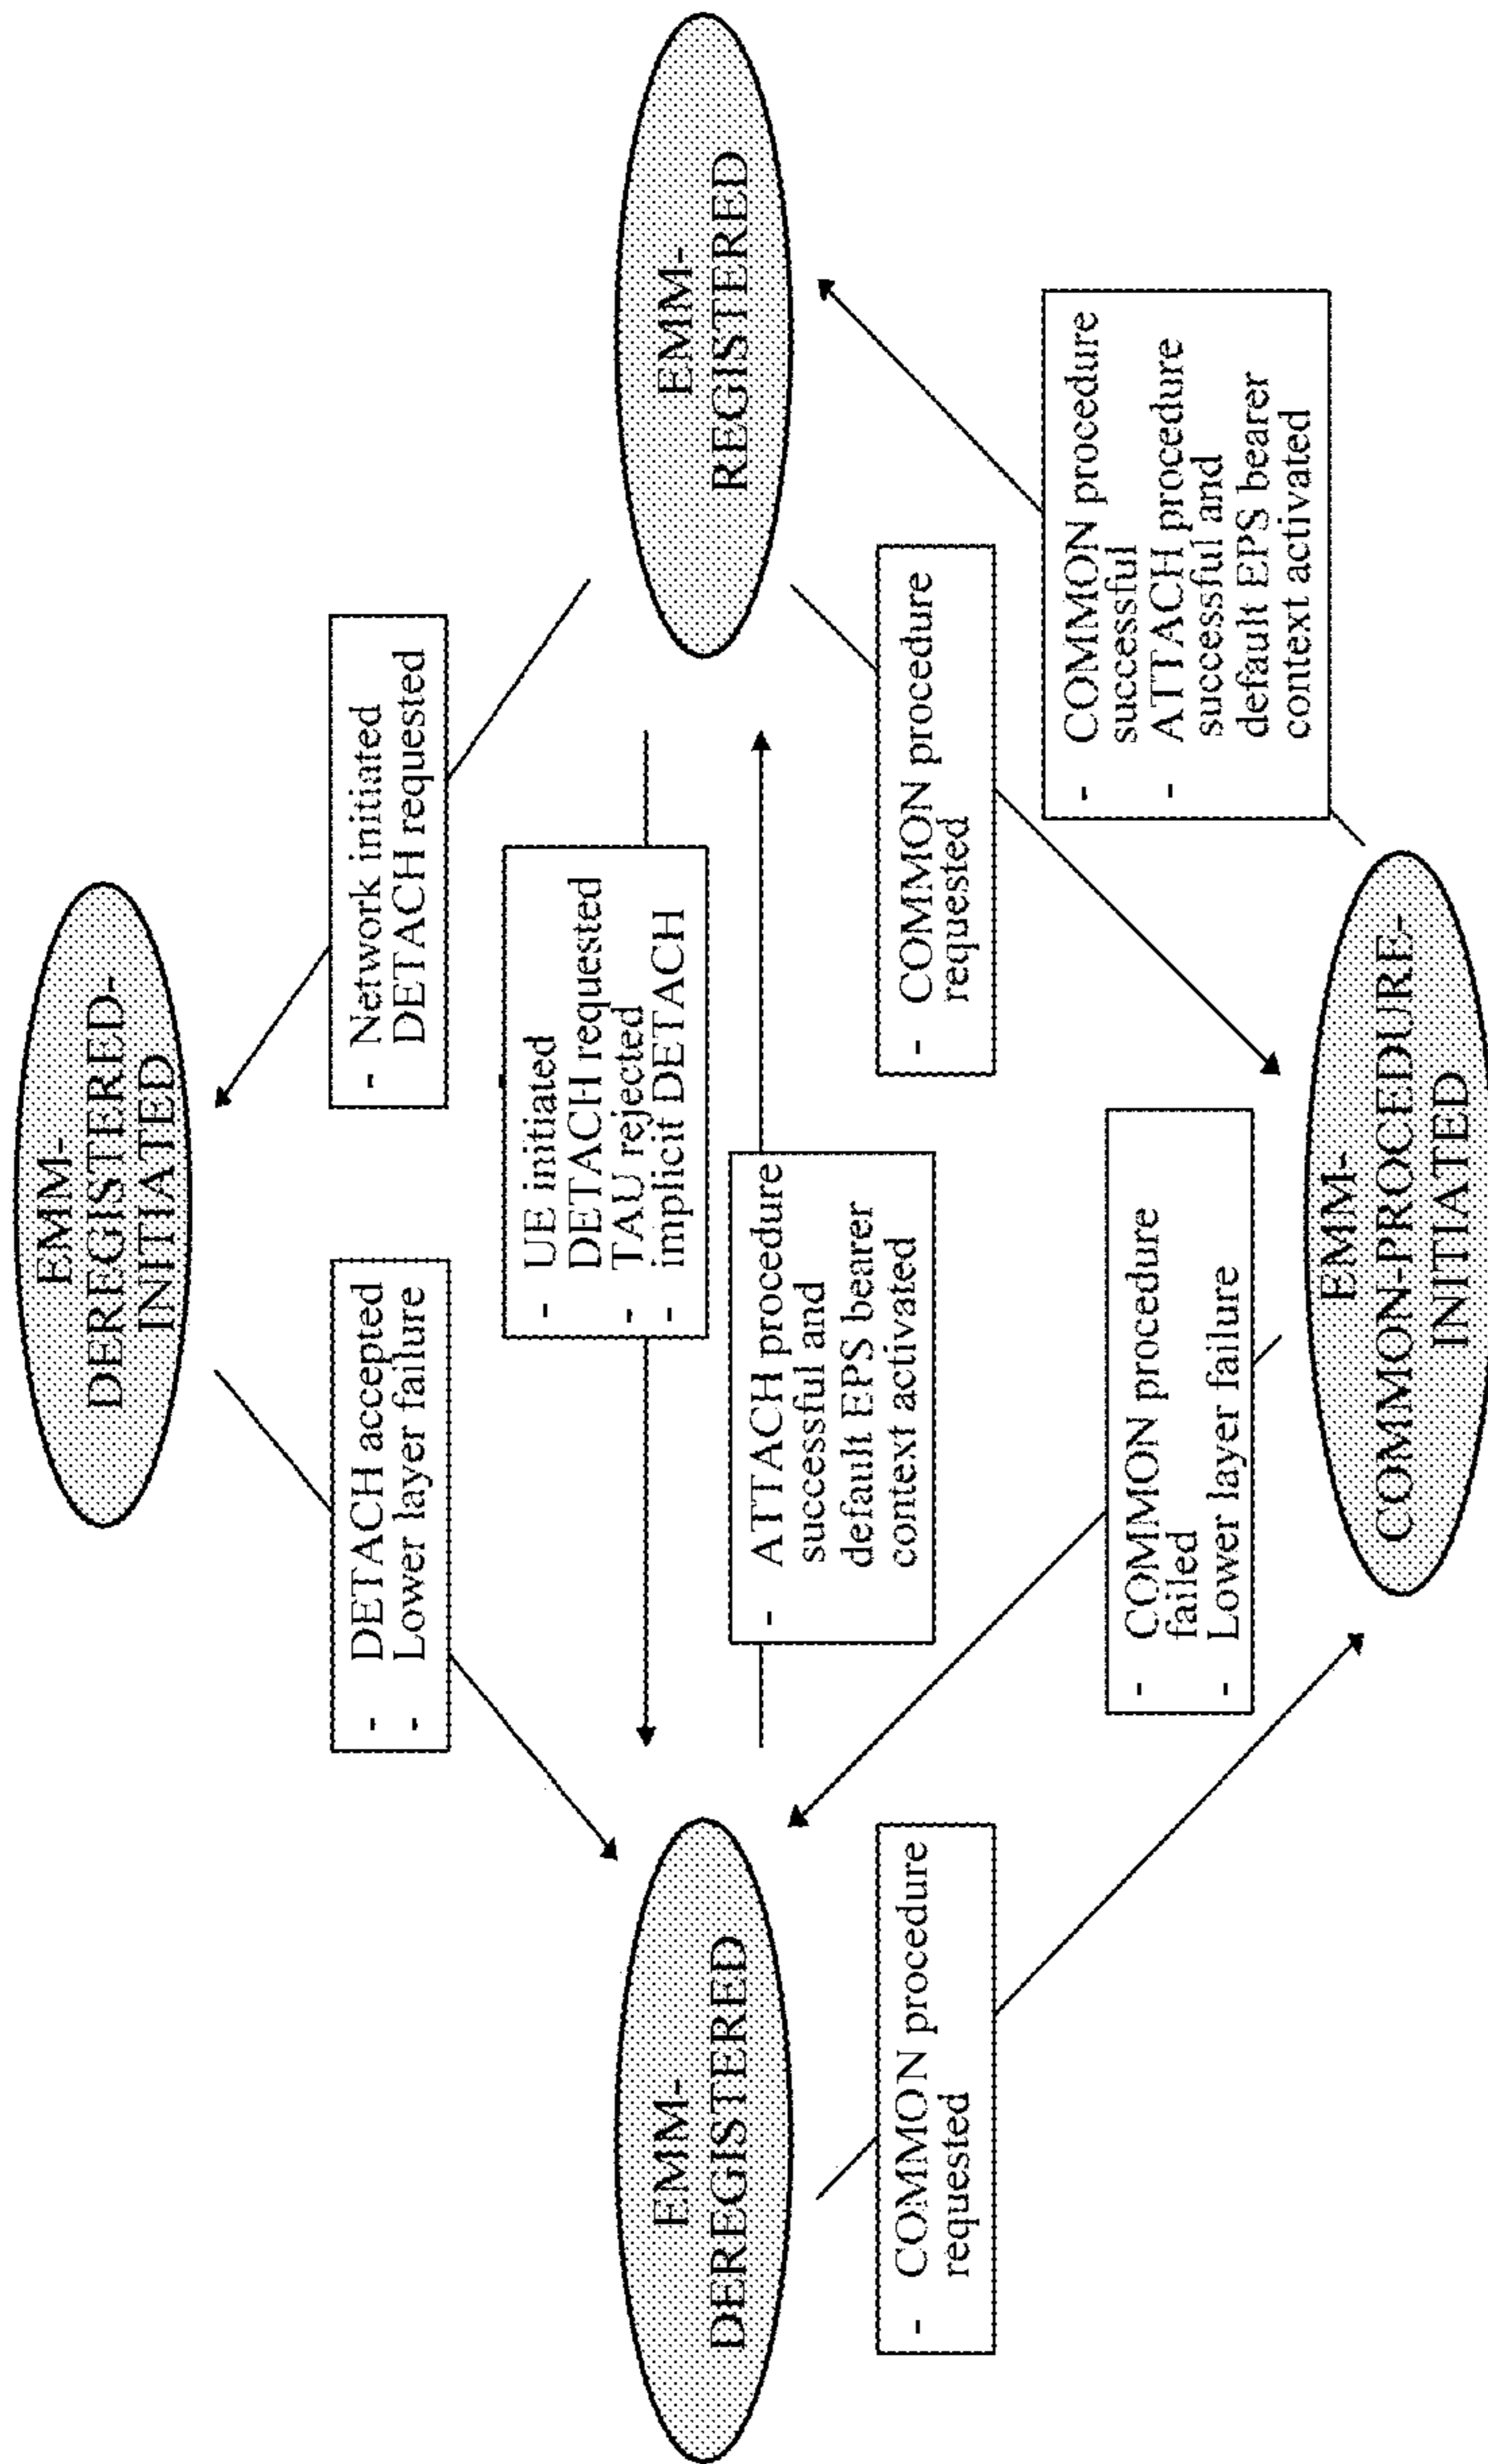 EMM-
DEREGISTERED-
INITIATED
- DETACH accepted
- Lower layer failure
- Network initiated
DETACH requested
- UE initiated
DETACH requested
- TAU rejected
- implicit DETACH
EMM-
DEREGISTERED
EMM-
REGISTERED
- ATTACH procedure
successful and
default EPS bearer
context activated
- COMMON procedure
requested
- COMMON procedure
requested
- COMMON procedure
failed
- Lower layer failure
- COMMON procedure
successful
- ATTACH procedure
successful and
default EPS bearer
context activated
EMM-
COMMON-PROCEDURE-
INITIATED